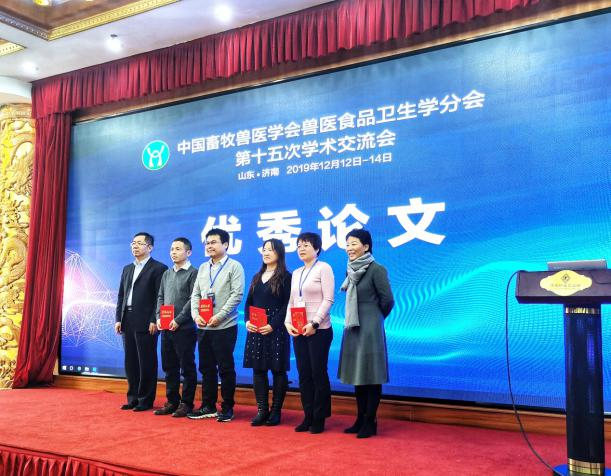 中国畜牧兽医学会兽医食品卫生学分会
第十五次学术交流会
山东·济南 2019年12月12日-14日
优秀论文